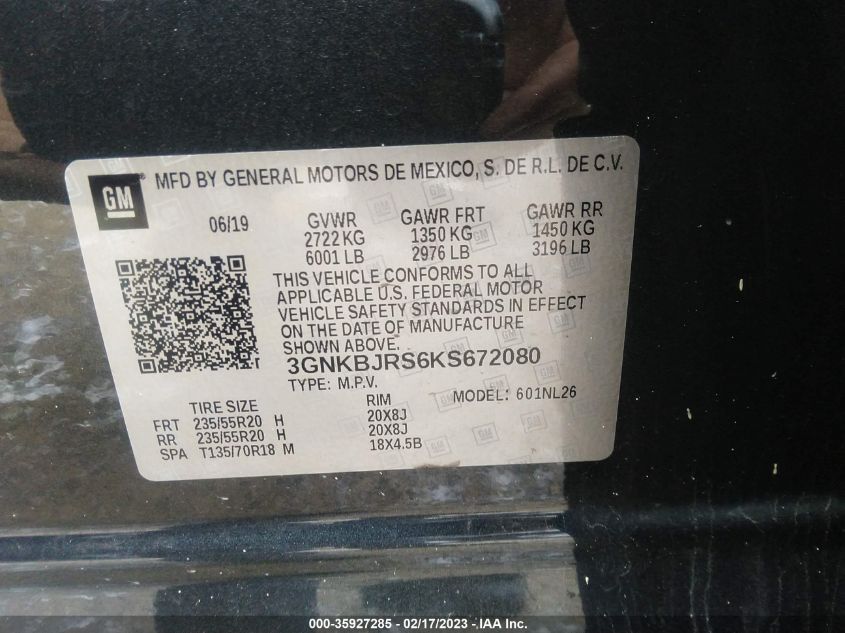 GM MFD BY GENERAL MOTORS DE MEXICO, S. DE R.L. DE C.V.
06/19 GVWR GAWR FRT GAWR RR
2722 KG 1350 KG 1450 KG
6001 LB 2976 LB 3196 LB
THIS VEHICLE CONFORMS TO ALL
APPLICABLE U.S. FEDERAL MOTOR
VEHICLE SAFETY STANDARDS IN EFFECT
ON THE DATE OF MANUFACTURE
SHOWN ABOVE.
3GNKBJRS6KS672080
TYPE: M.P.V. MODEL: 601NL26
TIRE SIZE RIM
FRT 235/55R20 H 20X8J
RR 235/55R20 H 20X8J
SPA T135/70R18 M 18X4.5B
000-35927285 - 02/17/2023 - IAA Inc.